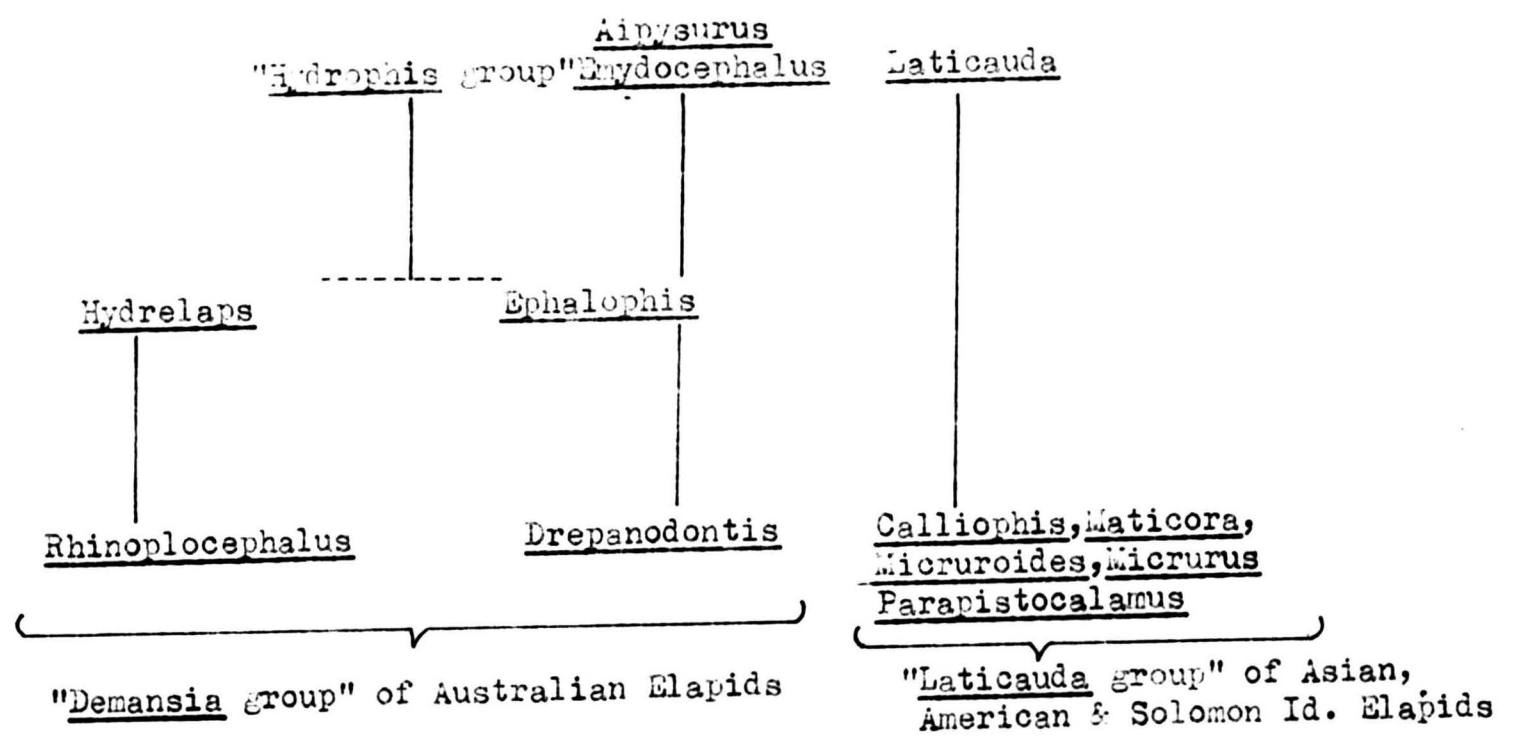 Aipysurus
"Hydrophis group" Emydocephalus
Laticauda
Hydrelaps
Ephalophis
Rhinoplocephalus
Drepanodontis
Calliophis, Maticora,
Micruroides, Micrurus
Parapistocalamus
"Demansia group" of Australian Elapids
"Laticauda group" of Asian,
American & Solomon Id. Elapids